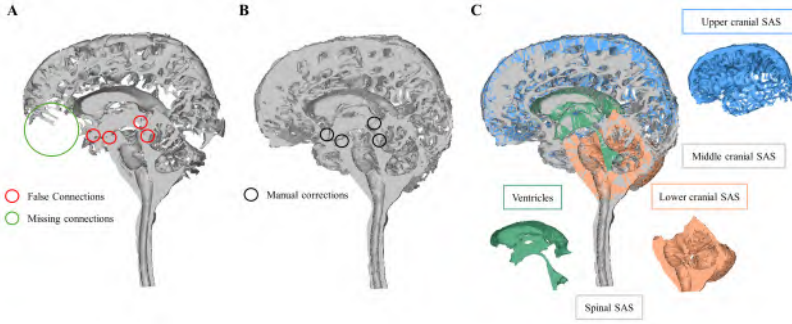 A
B
C
Upper cranial SAS
Middle cranial SAS
False Connections
Missing connections
Manual corrections
Ventricles
Lower cranial SAS
Spinal SAS